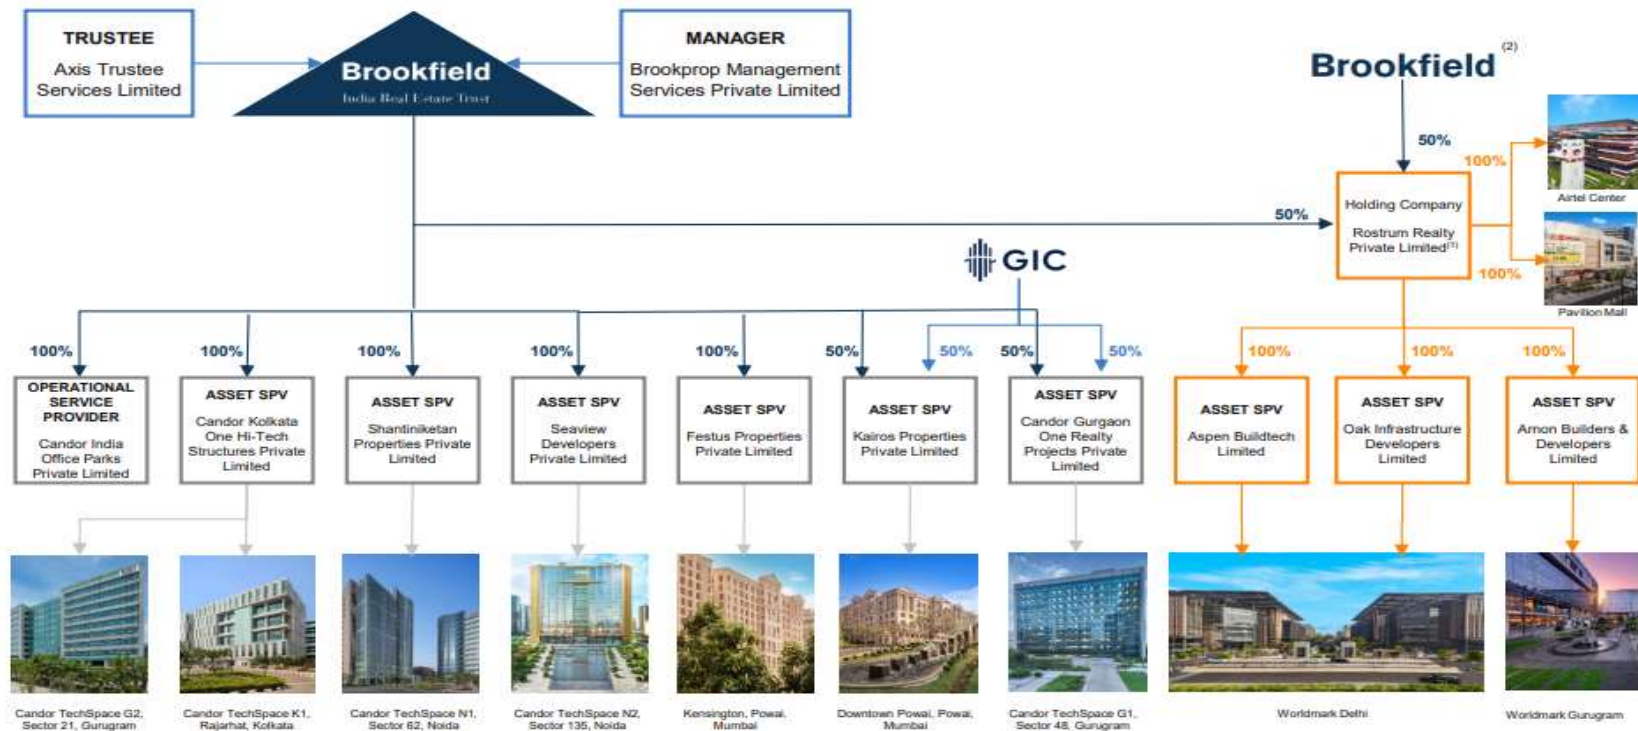 TRUSTEE
Axis Trustee
Services Limited
Brookfield
India Real Estate Trust
MANAGER
Brookprop Management
Services Private Limited
Brookfield (2)
50%
100%
Airtel Center
Holding Company
Rostrum Realty
Private Limited(1)
50%
100%
Pavilion Mall
GIC
100%
100%
100%
100%
100%
50%
50%
50%
50%
100%
100%
100%
OPERATIONAL
SERVICE
PROVIDER
Candor India
Office Parks
Private Limited
ASSET SPV
Candor Kolkata
One Hi-Tech
Structures Private
Limited
ASSET SPV
Shantiniketan
Properties Private
Limited
ASSET SPV
Seaview
Developers
Private Limited
ASSET SPV
Festus Properties
Private Limited
ASSET SPV
Kairos Properties
Private Limited
ASSET SPV
Candor Gurgaon
One Realty
Projects Private
Limited
ASSET SPV
Aspen Buildtech
Limited
ASSET SPV
Oak Infrastructure
Developers
Limited
ASSET SPV
Arnon Builders &
Developers
Limited
Candor TechSpace G2,
Sector 21, Gurugram
Candor TechSpace K1,
Rajarhat, Kolkata
Candor TechSpace N1,
Sector 62, Noida
Candor TechSpace N2,
Sector 135, Noida
Kensington, Powai,
Mumbai
Downtown Powai, Powai,
Mumbai
Candor TechSpace G1,
Sector 48, Gurugram
Worldmark Delhi
Worldmark Gurugram